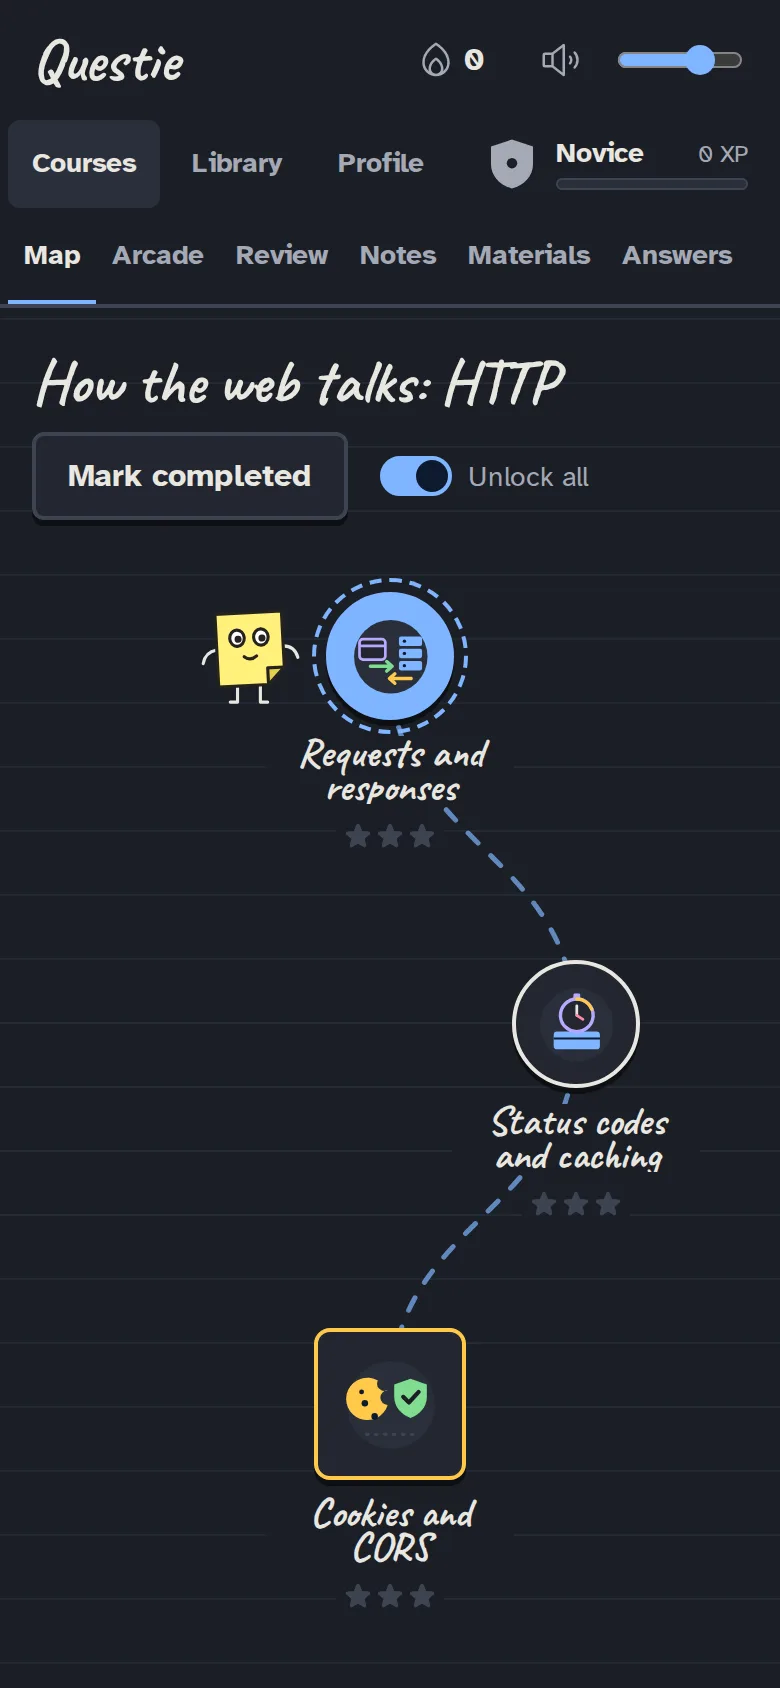 Questie
0
Courses
Library
Profile
Novice
0 XP
Map
Arcade
Review
Notes
Materials
Answers
How the web talks: HTTP
Mark completed
Unlock all
Requests and
responses
Status codes
and caching
Cookies and
CORS